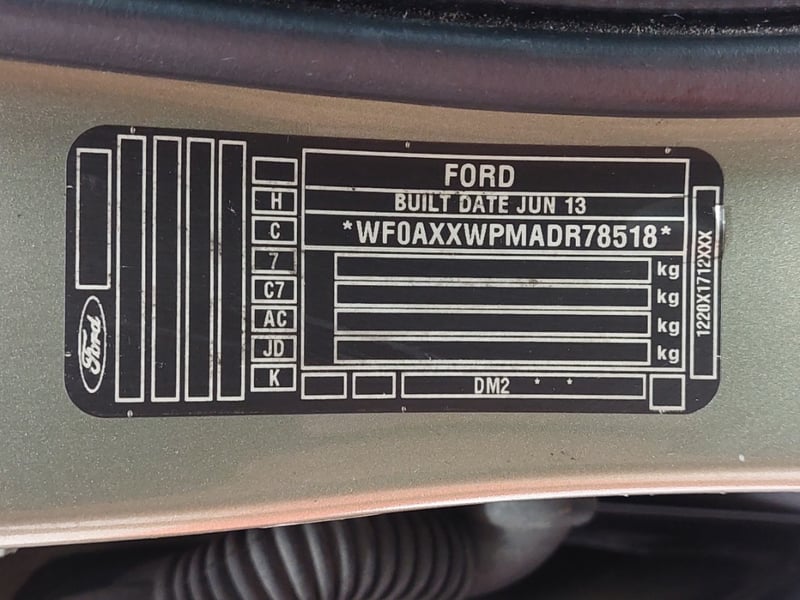 FORD
BUILT DATE JUN 13
*WF0AXXWPMADR78518*
H
C
7
C7
AC
JD
K
kg
kg
kg
kg
DM2 * *
1220X1712XXX
Ford